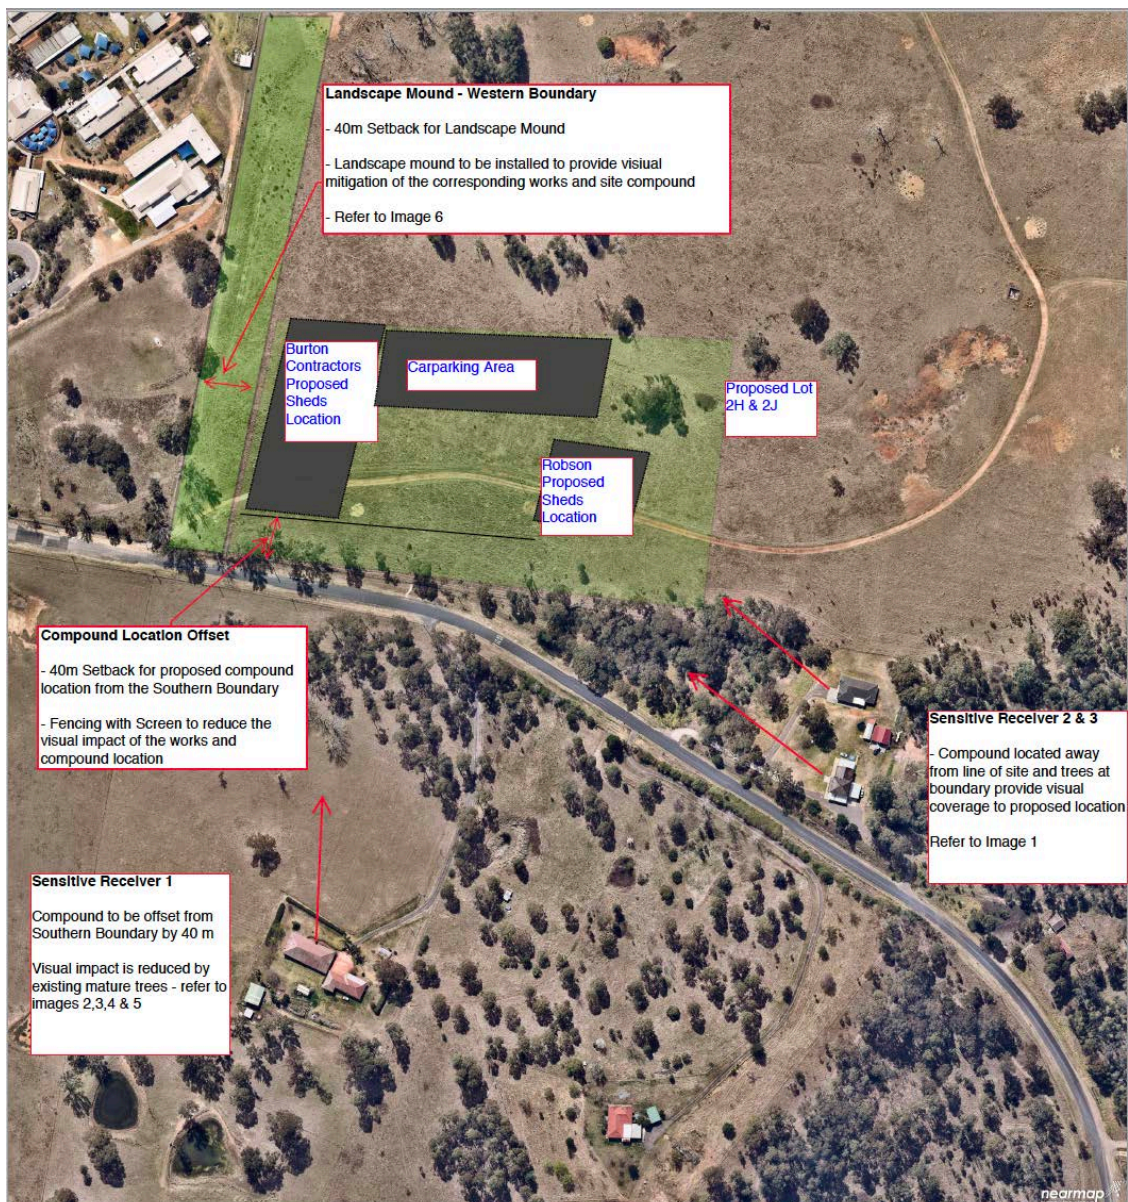 Landscape Mound - Western Boundary
- 40m Setback for Landscape Mound
- Landscape mound to be installed to provide visiual
mitigation of the corresponding works and site compound
- Refer to Image 6
Burton
Contractors
Proposed
Sheds
Location
Carparking Area
Proposed Lot
2H & 2J
Robson
Proposed
Sheds
Location
Compound Location Offset
- 40m Setback for proposed compound
location from the Southern Boundary
- Fencing with Screen to reduce the
visual impact of the works and
compound location
Sensitive Receiver 2 & 3
- Compound located away
from line of site and trees at
boundary provide visual
coverage to proposed location
Refer to Image 1
Sensitive Receiver 1
Compound to be offset from
Southern Boundary by 40 m
Visual impact is reduced by
existing mature trees - refer to
images 2,3,4 & 5
nearmap